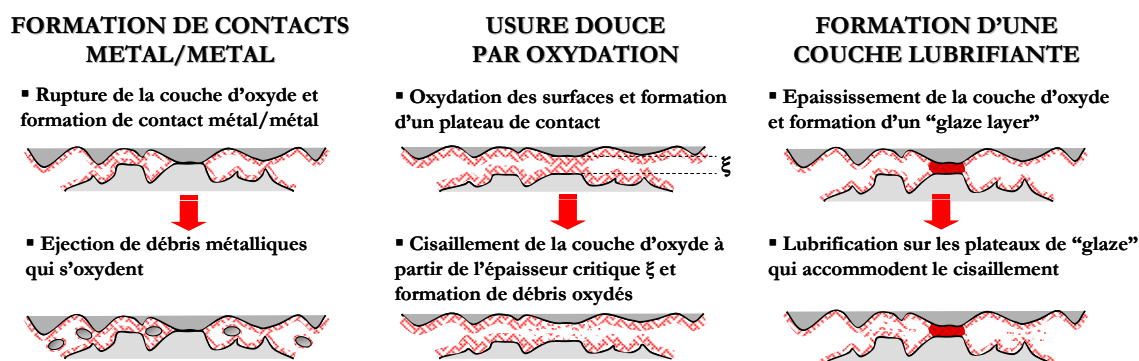 FORMATION DE CONTACTS
METAL/METAL
▪ Rupture de la couche d’oxyde et
formation de contact métal/métal
▪ Ejection de débris métalliques
qui s’oxydent
USURE DOUCE
PAR OXYDATION
▪ Oxydation des surfaces et formation
d’un plateau de contact
ξ
▪ Cisaillement de la couche d’oxyde à
partir de l’épaisseur critique ξ et
formation de débris oxydés
FORMATION D’UNE
COUCHE LUBRIFIANTE
▪ Epaississement de la couche d’oxyde
et formation d’un “glaze layer”
▪ Lubrification sur les plateaux de “glaze”
qui accommodent le cisaillement